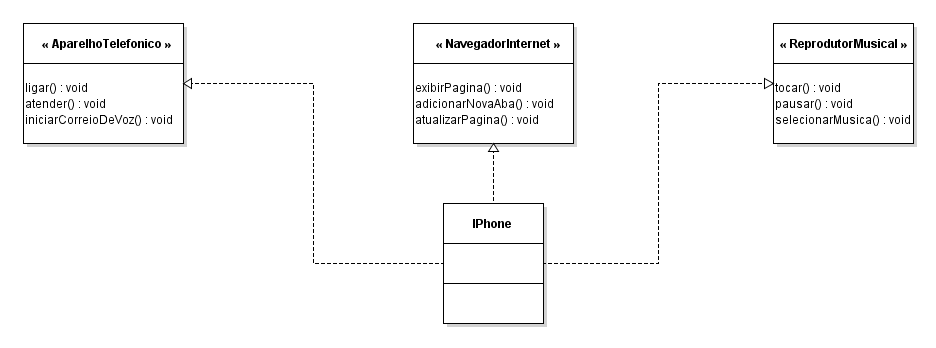 « AparelhoTelefonico »
ligar() : void
atender() : void
iniciarCorreioDeVoz() : void
« NavegadorInternet »
exibirPagina() : void
adicionarNovaAba() : void
atualizarPagina() : void
« ReprodutorMusical »
tocar() : void
pausar() : void
selecionarMusica() : void
IPhone